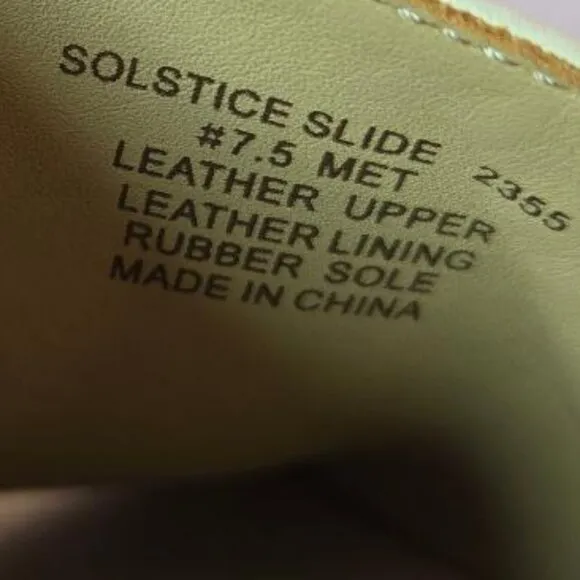 SOLSTICE SLIDE 2355
#7.5 MET
LEATHER UPPER
LEATHER LINING
RUBBER SOLE
MADE IN CHINA